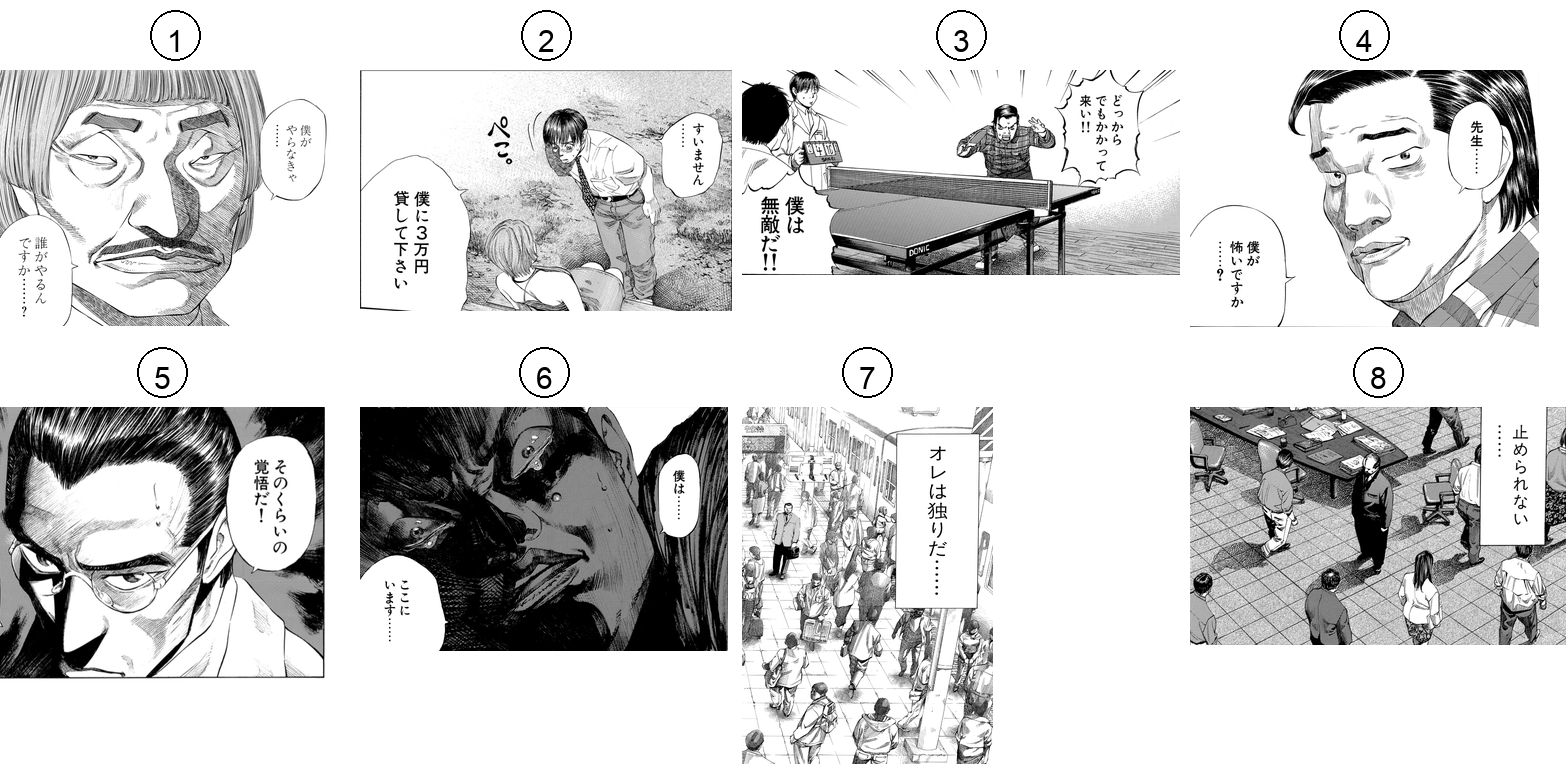 1
僕が
やらなきゃ
……
誰がやるん
ですか……?
2
すいません
……
ぺこ。
僕に3万円
貸して下さい
3
どっから
でもかかって
来い!!
僕は
無敵だ!!
DONIC
4
先生……
僕が
怖いですか
……?
5
そのくらいの
覚悟だ!
6
僕は……
ここに
います……
7
オレは独りだ……
8
止められない
……